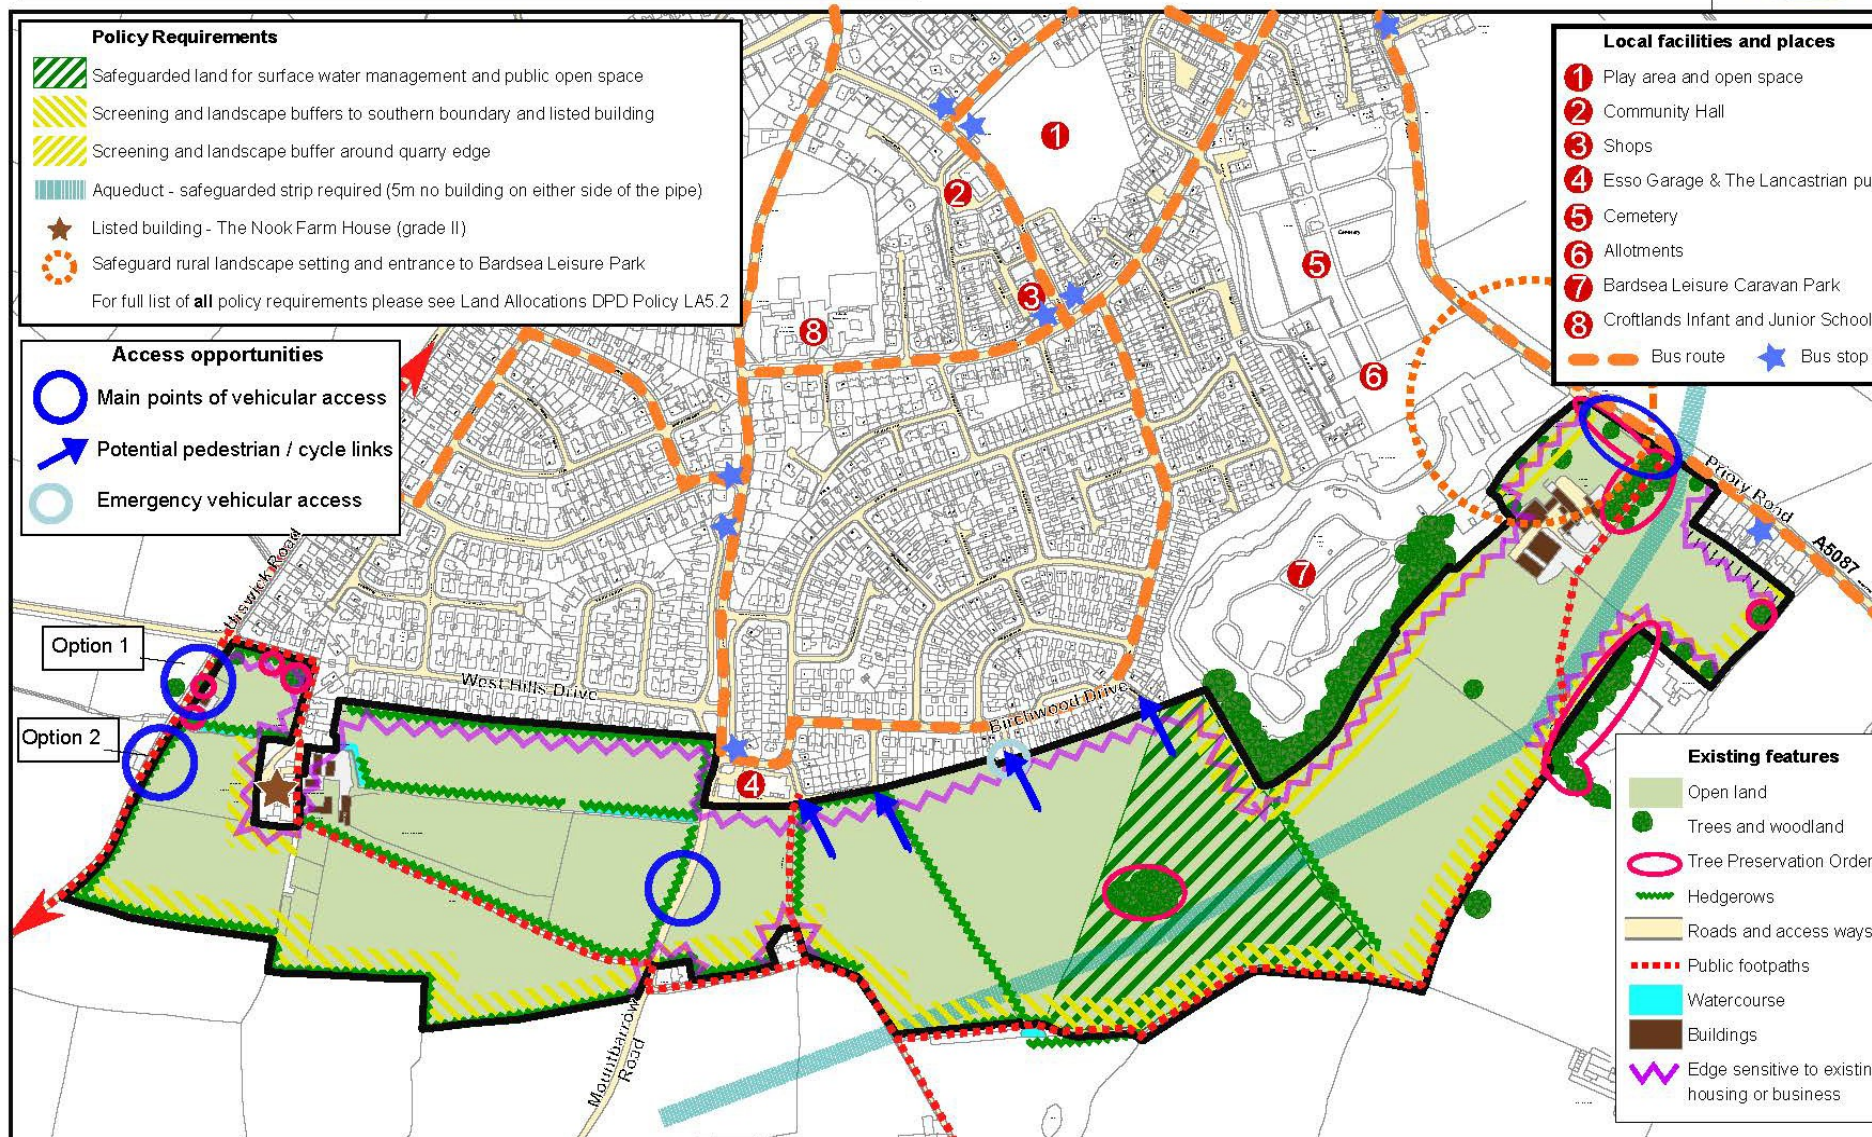 Policy Requirements
Safeguarded land for surface water management and public open space
Screening and landscape buffers to southern boundary and listed building
Screening and landscape buffer around quarry edge
Aqueduct - safeguarded strip required (5m no building on either side of the pipe)
Listed building - The Nook Farm House (grade II)
Safeguard rural landscape setting and entrance to Bardsea Leisure Park
For full list of all policy requirements please see Land Allocations DPD Policy LA5.2
Access opportunities
Main points of vehicular access
Potential pedestrian / cycle links
Emergency vehicular access
Local facilities and places
1 Play area and open space
2 Community Hall
3 Shops
4 Esso Garage & The Lancastrian pu
5 Cemetery
6 Allotments
7 Bardsea Leisure Caravan Park
8 Croftlands Infant and Junior School
Bus route
Bus stop
1
2
3
8
5
Cemetery
6
7
4
Priory Road
A5087
Urswick Road
Option 1
Option 2
West Hills Drive
Birchwood Drive
Mountbarrow
Road
Existing features
Open land
Trees and woodland
Tree Preservation Order
Hedgerows
Roads and access ways
Public footpaths
Watercourse
Buildings
Edge sensitive to existin
housing or business